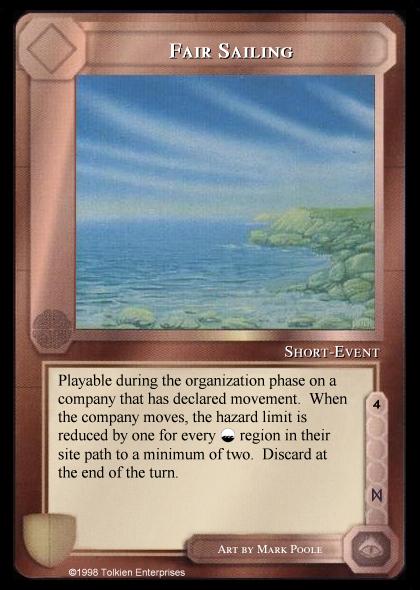 Fair Sailing
Short-Event
Playable during the organization phase on a
company that has declared movement. When
the company moves, the hazard limit is
reduced by one for every region in their
site path to a minimum of two. Discard at
the end of the turn.
4
Art by Mark Poole
©1998 Tolkien Enterprises